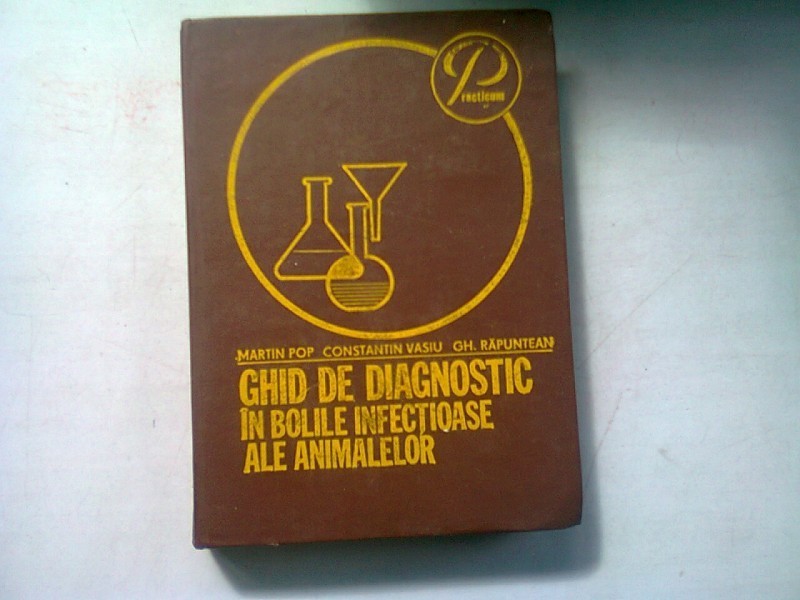 Practicum
MARTIN POP CONSTANTIN VASIU GH. RĂPUNTEAN
GHID DE DIAGNOSTIC
ÎN BOLILE INFECȚIOASE
ALE ANIMALELOR